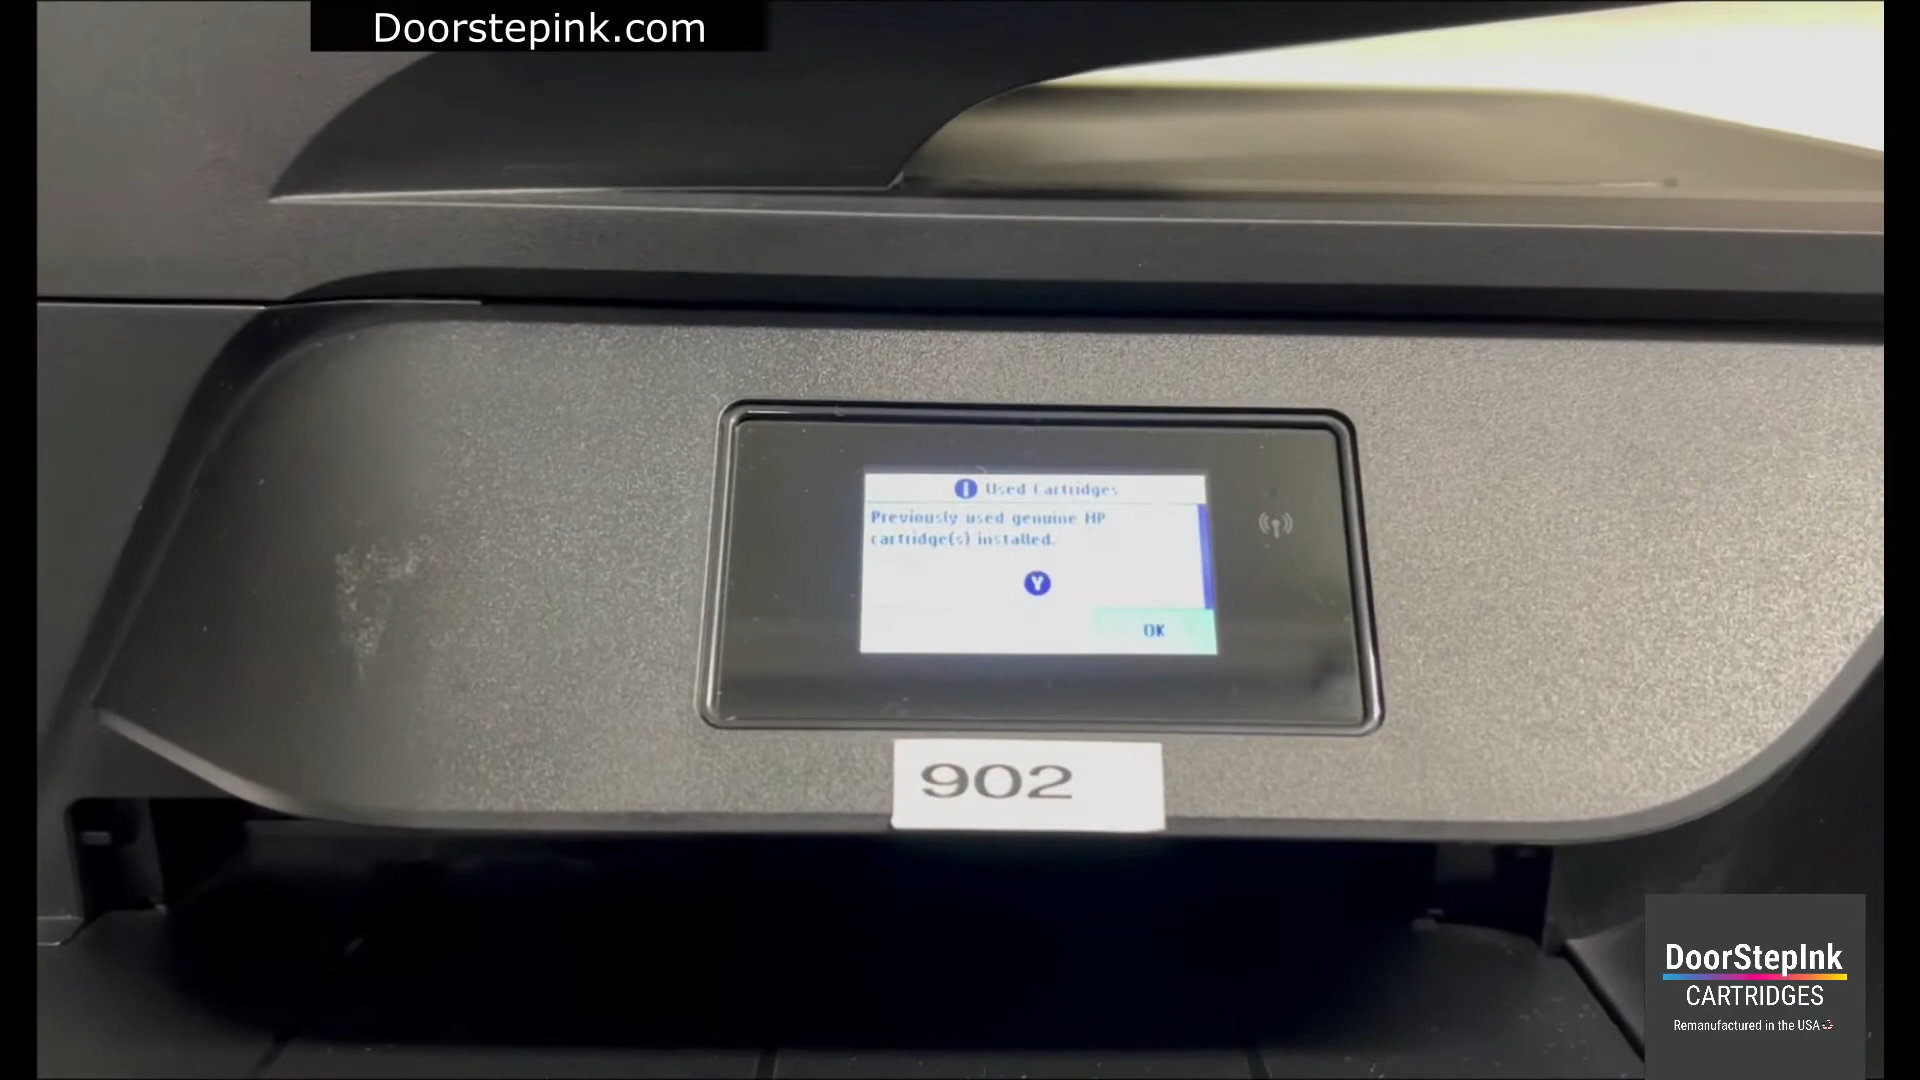 Doorstepink.com
i Used Cartridges
Previously used genuine HP
cartridge(s) installed.
Y
OK
902
DoorStepInk
CARTRIDGES
Remanufactured in the USA